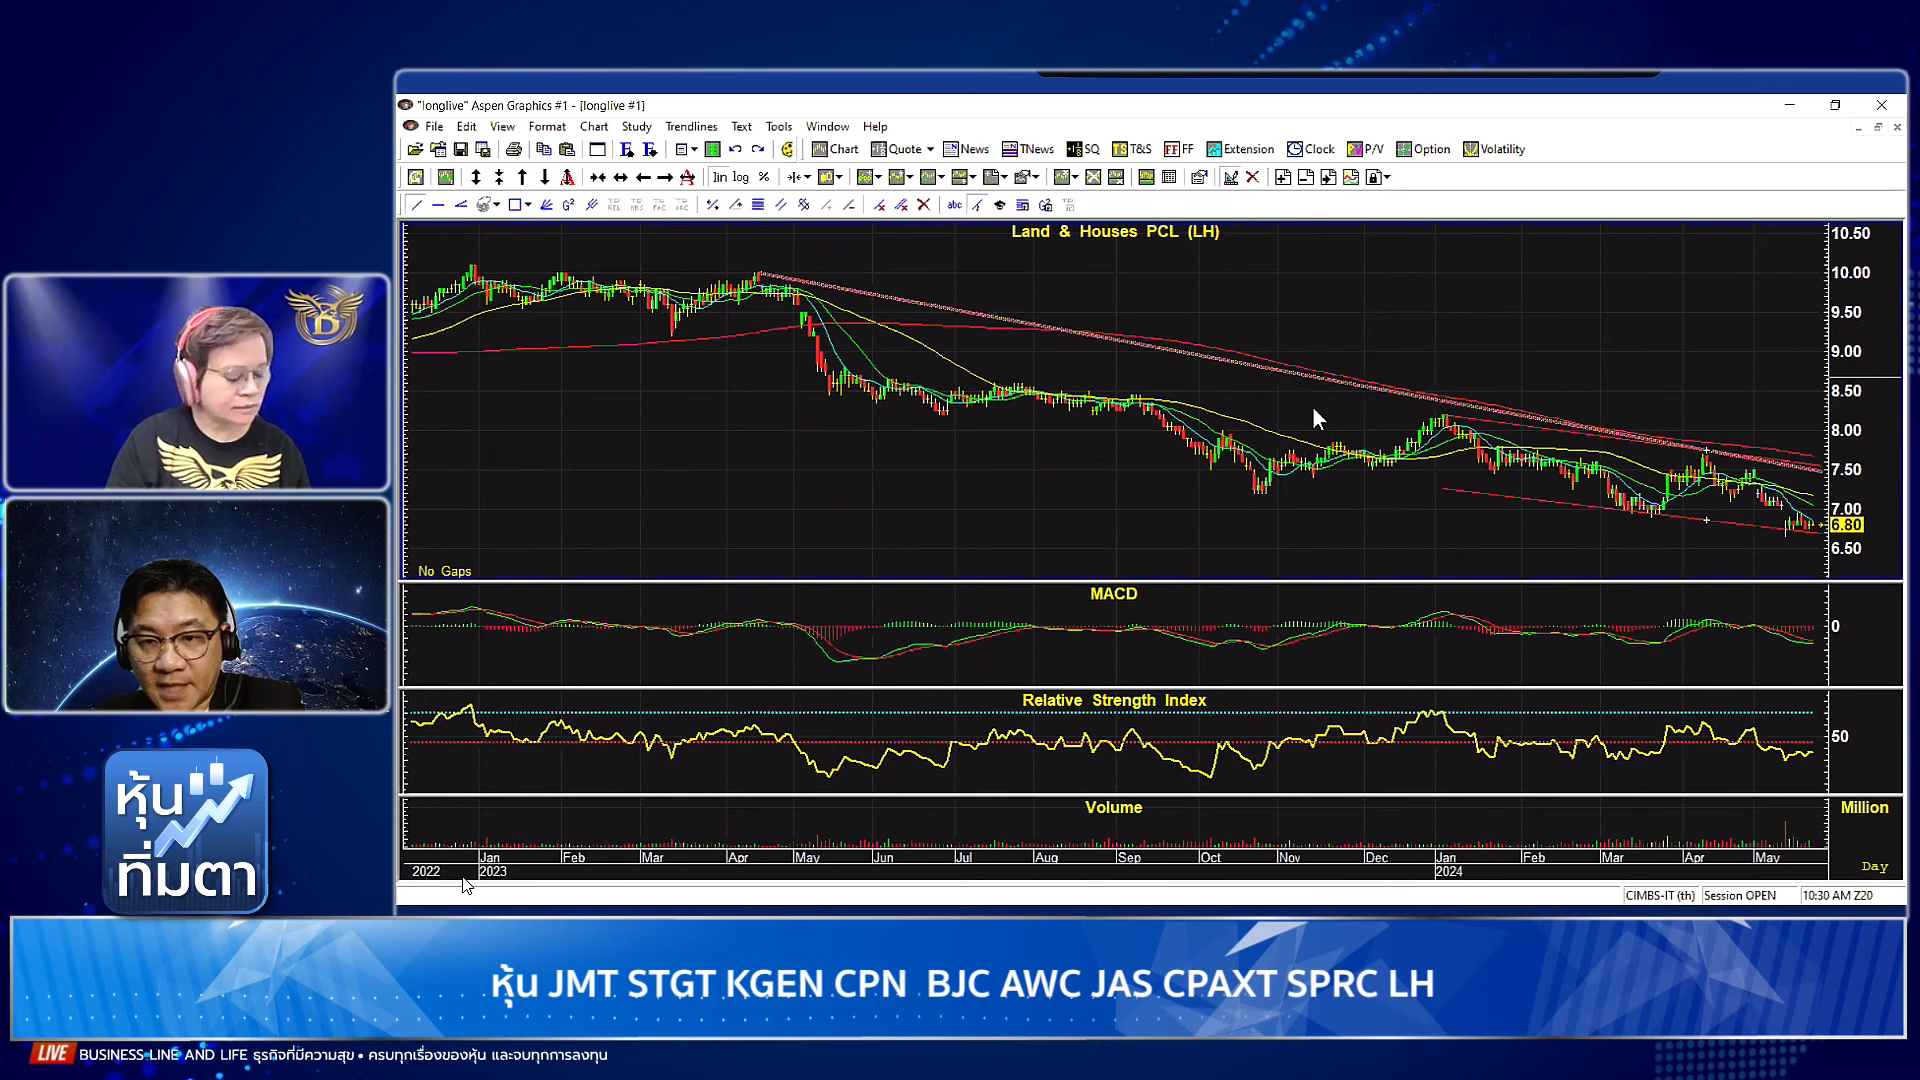 "longlive" Aspen Graphics #1 - [longlive #1]
File Edit View Format Chart Study Trendlines Text Tools Window Help
Chart Quote News TNews SQ T&S FF Extension Clock P/V Option Volatility
lin log %
abc
Land & Houses PCL (LH)
10.50
10.00
9.50
9.00
8.50
8.00
7.50
7.00
6.80
6.50
No Gaps
MACD
0
Relative Strength Index
50
Volume
Million
Jan Feb Mar Apr May Jun Jul Aug Sep Oct Nov Dec Jan Feb Mar Apr May
2022 2023 2024
Day
CIMBS-IT (th) Session OPEN 10:30 AM Z20
D
หุ้น
ทิ่มตา
หุ้น JMT STGT KGEN CPN BJC AWC JAS CPAXT SPRC LH
LIVE BUSINESS LINE AND LIFE ธุรกิจที่มีความสุข • ครบทุกเรื่องของหุ้น และจบทุกการลงทุน